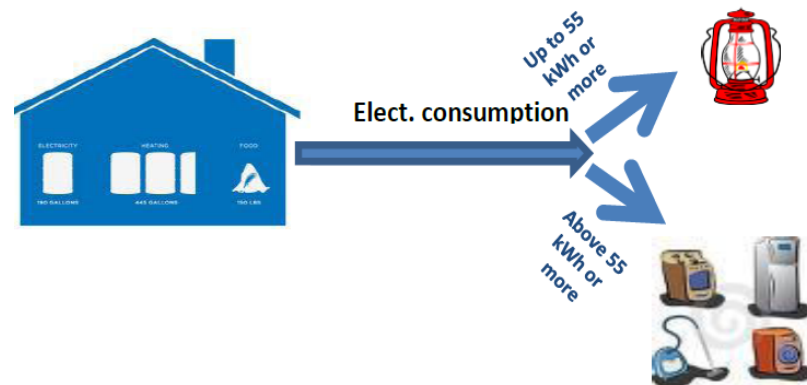 Up to 55
kWh or
more
Elect. consumption
ELECTRICITY
HEATING
FOOD
190 GALLONS
445 GALLONS
150 LBS
Above 55
kWh or
more